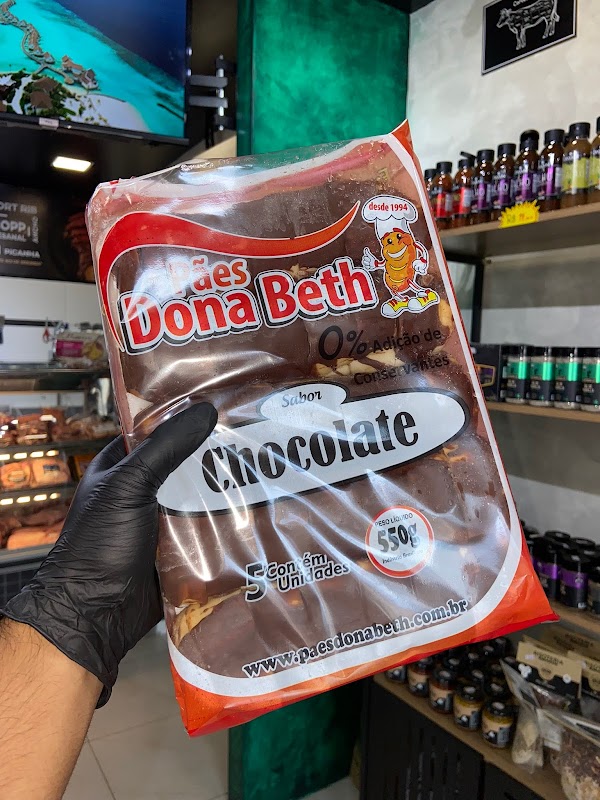 desde 1994
Pães
Dona Beth
0% Adição de
Conservantes
Sabor
Chocolate
PESO LÍQUIDO
550g
Contém
5 Unidades
www.paesdonabeth.com.br
PICANHA